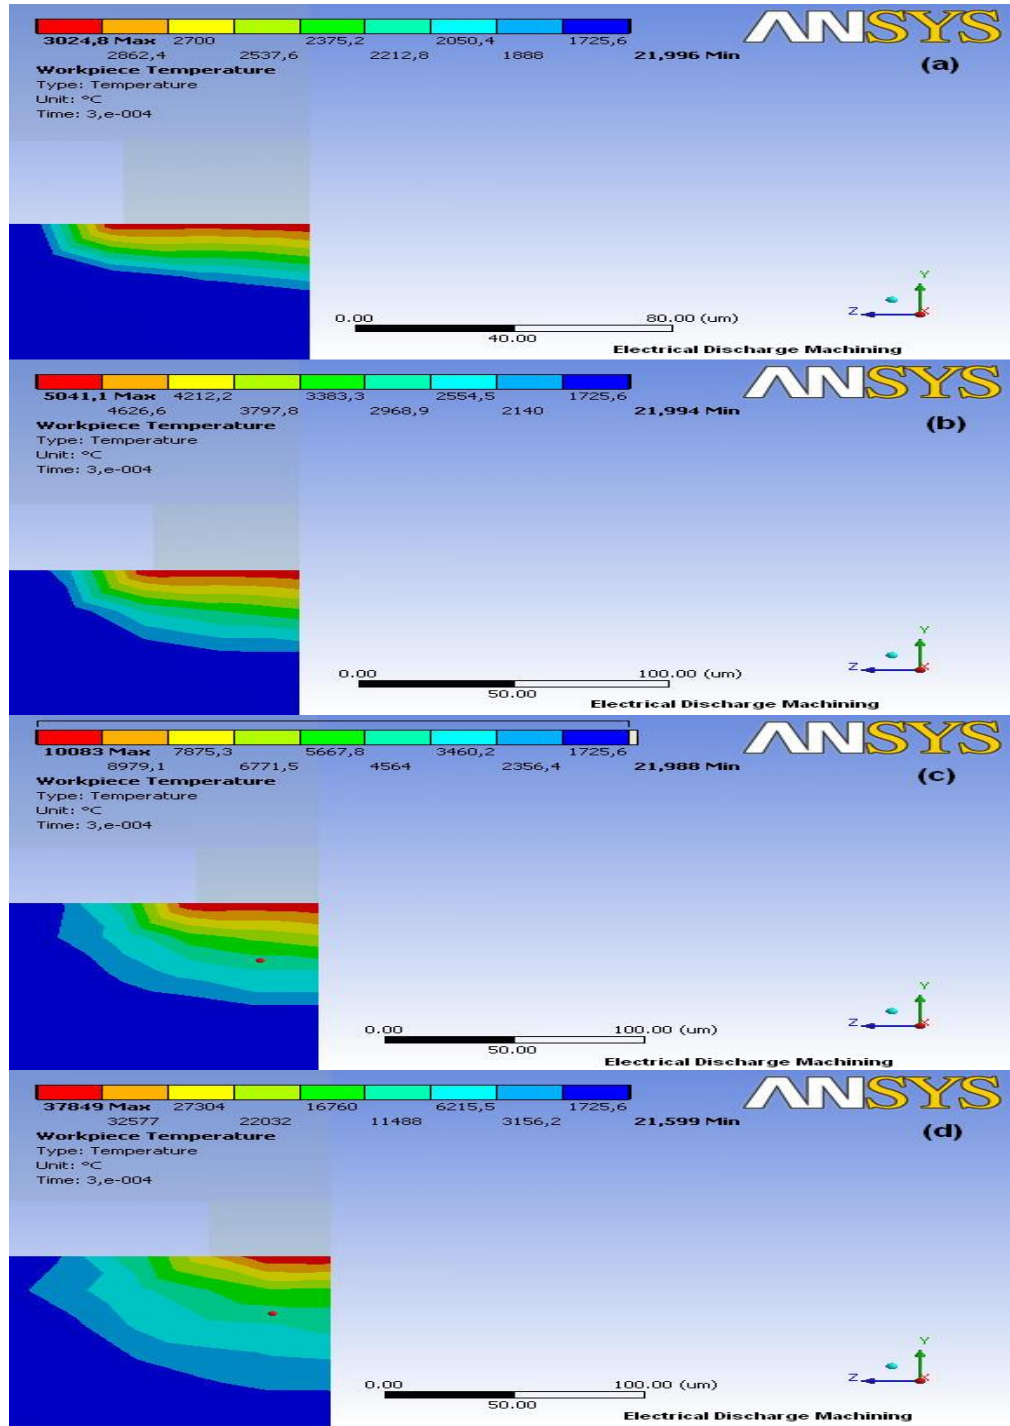 ANSYS
3024,8 Max 2700 2375,2 2050,4 1725,6
2862,4 2537,6 2212,8 1888 21,996 Min
(a)
Workpiece Temperature
Type: Temperature
Unit: °C
Time: 3,e-004
Y
Z X
0.00 80.00 (um)
40.00
Electrical Discharge Machining
ANSYS
5041,1 Max 4212,2 3383,3 2554,5 1725,6
4626,6 3797,8 2968,9 2140 21,994 Min
(b)
Workpiece Temperature
Type: Temperature
Unit: °C
Time: 3,e-004
Y
Z X
0.00 100.00 (um)
50.00
Electrical Discharge Machining
ANSYS
10083 Max 7875,3 5667,8 3460,2 1725,6
8979,1 6771,5 4564 2356,4 21,988 Min
(c)
Workpiece Temperature
Type: Temperature
Unit: °C
Time: 3,e-004
Y
Z X
0.00 100.00 (um)
50.00
Electrical Discharge Machining
ANSYS
37849 Max 27304 16760 6215,5 1725,6
32577 22032 11488 3156,2 21,599 Min
(d)
Workpiece Temperature
Type: Temperature
Unit: °C
Time: 3,e-004
Y
Z X
0.00 100.00 (um)
50.00
Electrical Discharge Machining